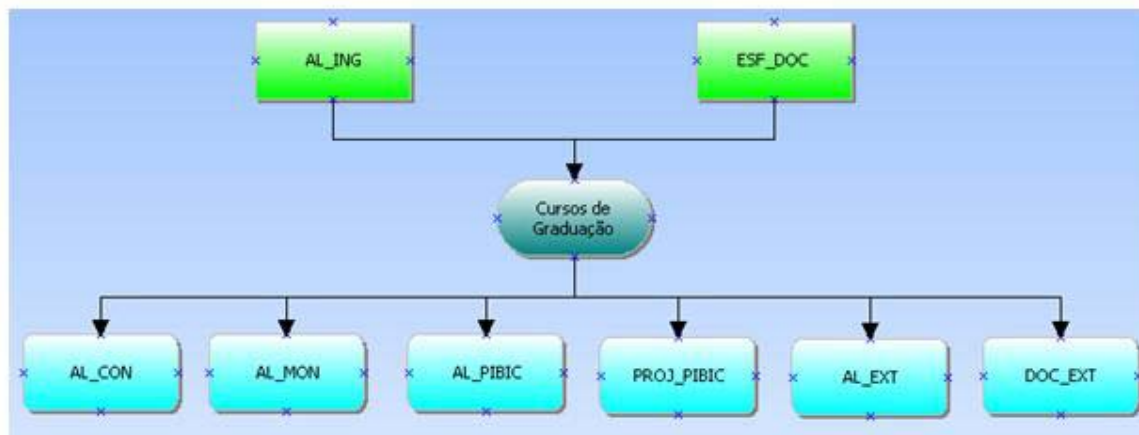 AL_ING
ESF_DOC
Cursos de
Graduação
AL_CON
AL_MON
AL_PIBIC
PROJ_PIBIC
AL_EXT
DOC_EXT